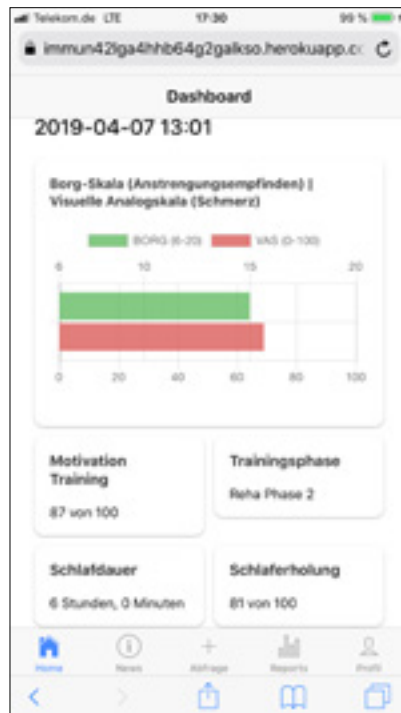 Telekom.de LTE 17:30 99 %
immun42lga4hhb64g2galkso.herokuapp.c
Dashboard
2019-04-07 13:01
Borg-Skala (Anstrengungsempfinden) |
Visuelle Analogskala (Schmerz)
BORG (6-20) VAS (0-100)
6 10 15 20
0 20 40 60 80 100
Motivation
Training
87 von 100
Trainingsphase
Reha Phase 2
Schlafdauer
6 Stunden, 0 Minuten
Schlaferholung
81 von 100
Home News Abfrage Reports Profil